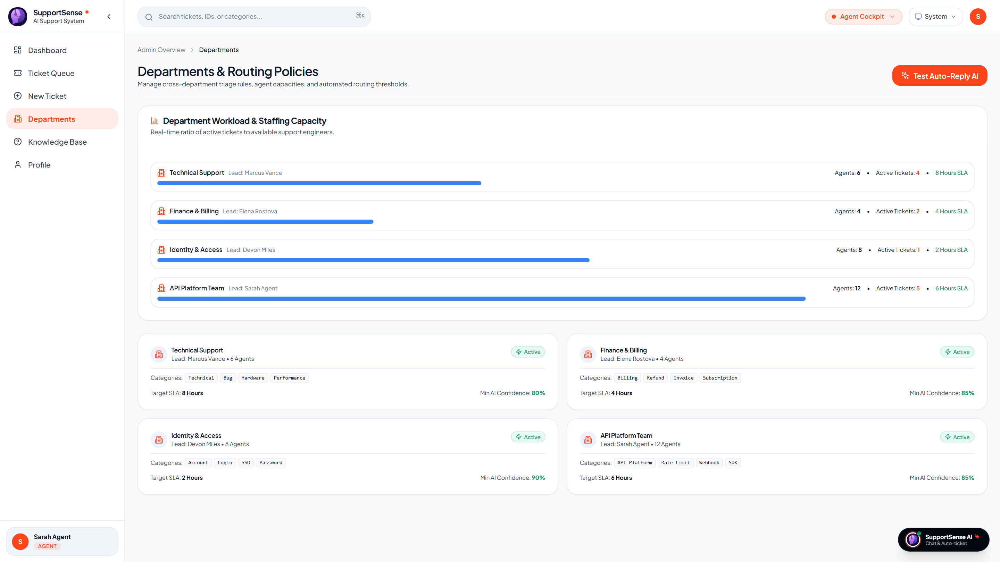 SupportSense
AI Support System
Search tickets, IDs, or categories...
⌘K
Agent Cockpit
System
S
Dashboard
Ticket Queue
New Ticket
Departments
Knowledge Base
Profile
Admin Overview > Departments
Departments & Routing Policies
Manage cross-department triage rules, agent capacities, and automated routing thresholds.
Test Auto-Reply AI
Department Workload & Staffing Capacity
Real-time ratio of active tickets to available support engineers.
Technical Support Lead: Marcus Vance Agents: 6 • Active Tickets: 4 • 8 Hours SLA
Finance & Billing Lead: Elena Rostova Agents: 4 • Active Tickets: 2 • 4 Hours SLA
Identity & Access Lead: Devon Miles Agents: 8 • Active Tickets: 1 • 2 Hours SLA
API Platform Team Lead: Sarah Agent Agents: 12 • Active Tickets: 5 • 6 Hours SLA
Technical Support
Lead: Marcus Vance • 6 Agents
Active
Categories: Technical Bug Hardware Performance
Target SLA: 8 Hours Min AI Confidence: 80%
Finance & Billing
Lead: Elena Rostova • 4 Agents
Active
Categories: Billing Refund Invoice Subscription
Target SLA: 4 Hours Min AI Confidence: 85%
Identity & Access
Lead: Devon Miles • 8 Agents
Active
Categories: Account Login SSO Password
Target SLA: 2 Hours Min AI Confidence: 90%
API Platform Team
Lead: Sarah Agent • 12 Agents
Active
Categories: API Platform Rate Limit Webhook SDK
Target SLA: 6 Hours Min AI Confidence: 85%
S
Sarah Agent
AGENT
SupportSense AI
Chat & Auto-ticket